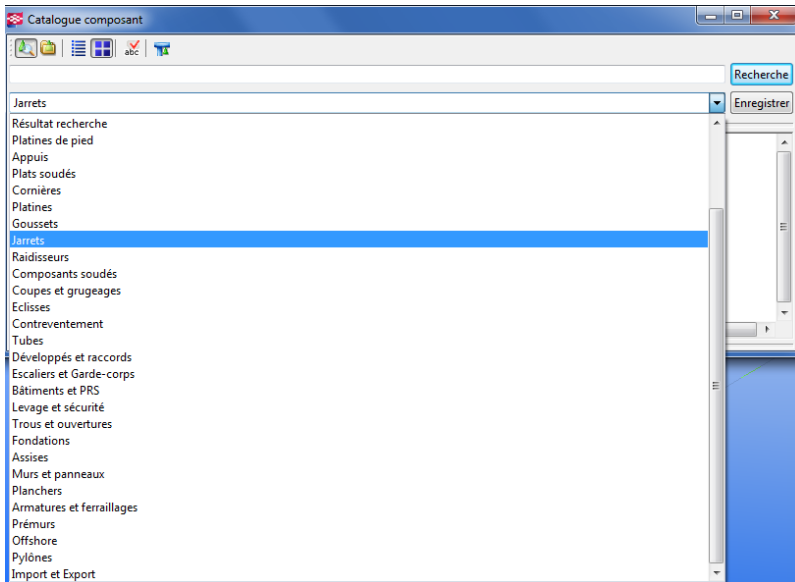 Catalogue composant
abc
Recherche
Jarrets
Enregistrer
Résultat recherche
Platines de pied
Appuis
Plats soudés
Cornières
Platines
Goussets
Jarrets
Raidisseurs
Composants soudés
Coupes et grugeages
Eclisses
Contreventement
Tubes
Développés et raccords
Escaliers et Garde-corps
Bâtiments et PRS
Levage et sécurité
Trous et ouvertures
Fondations
Assises
Murs et panneaux
Planchers
Armatures et ferraillages
Prémurs
Offshore
Pylônes
Import et Export